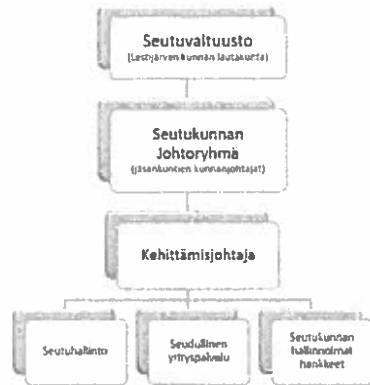 Seutuvaltuusto
(Lestijärven kunnan lautakunta)
Seutukunnan
Johtoryhmä
(jäsenkuntien kunnanjohtajat)
Kehittämisjohtaja
Seutuhallinto
Seudullinen
yrityspalvelu
Seutukunnan
hallinnoimat
hankkeet